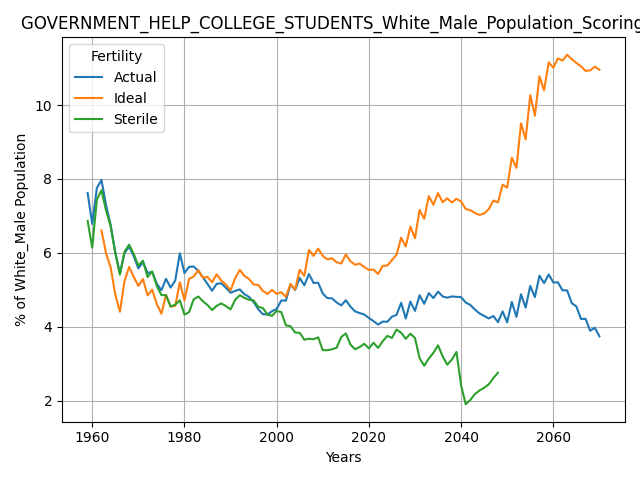 GOVERNMENT_HELP_COLLEGE_STUDENTS_White_Male_Population_Scoring
Fertility
Actual
Ideal
Sterile
% of White_Male Population
10
8
6
4
2
1960 1980 2000 2020 2040 2060
Years